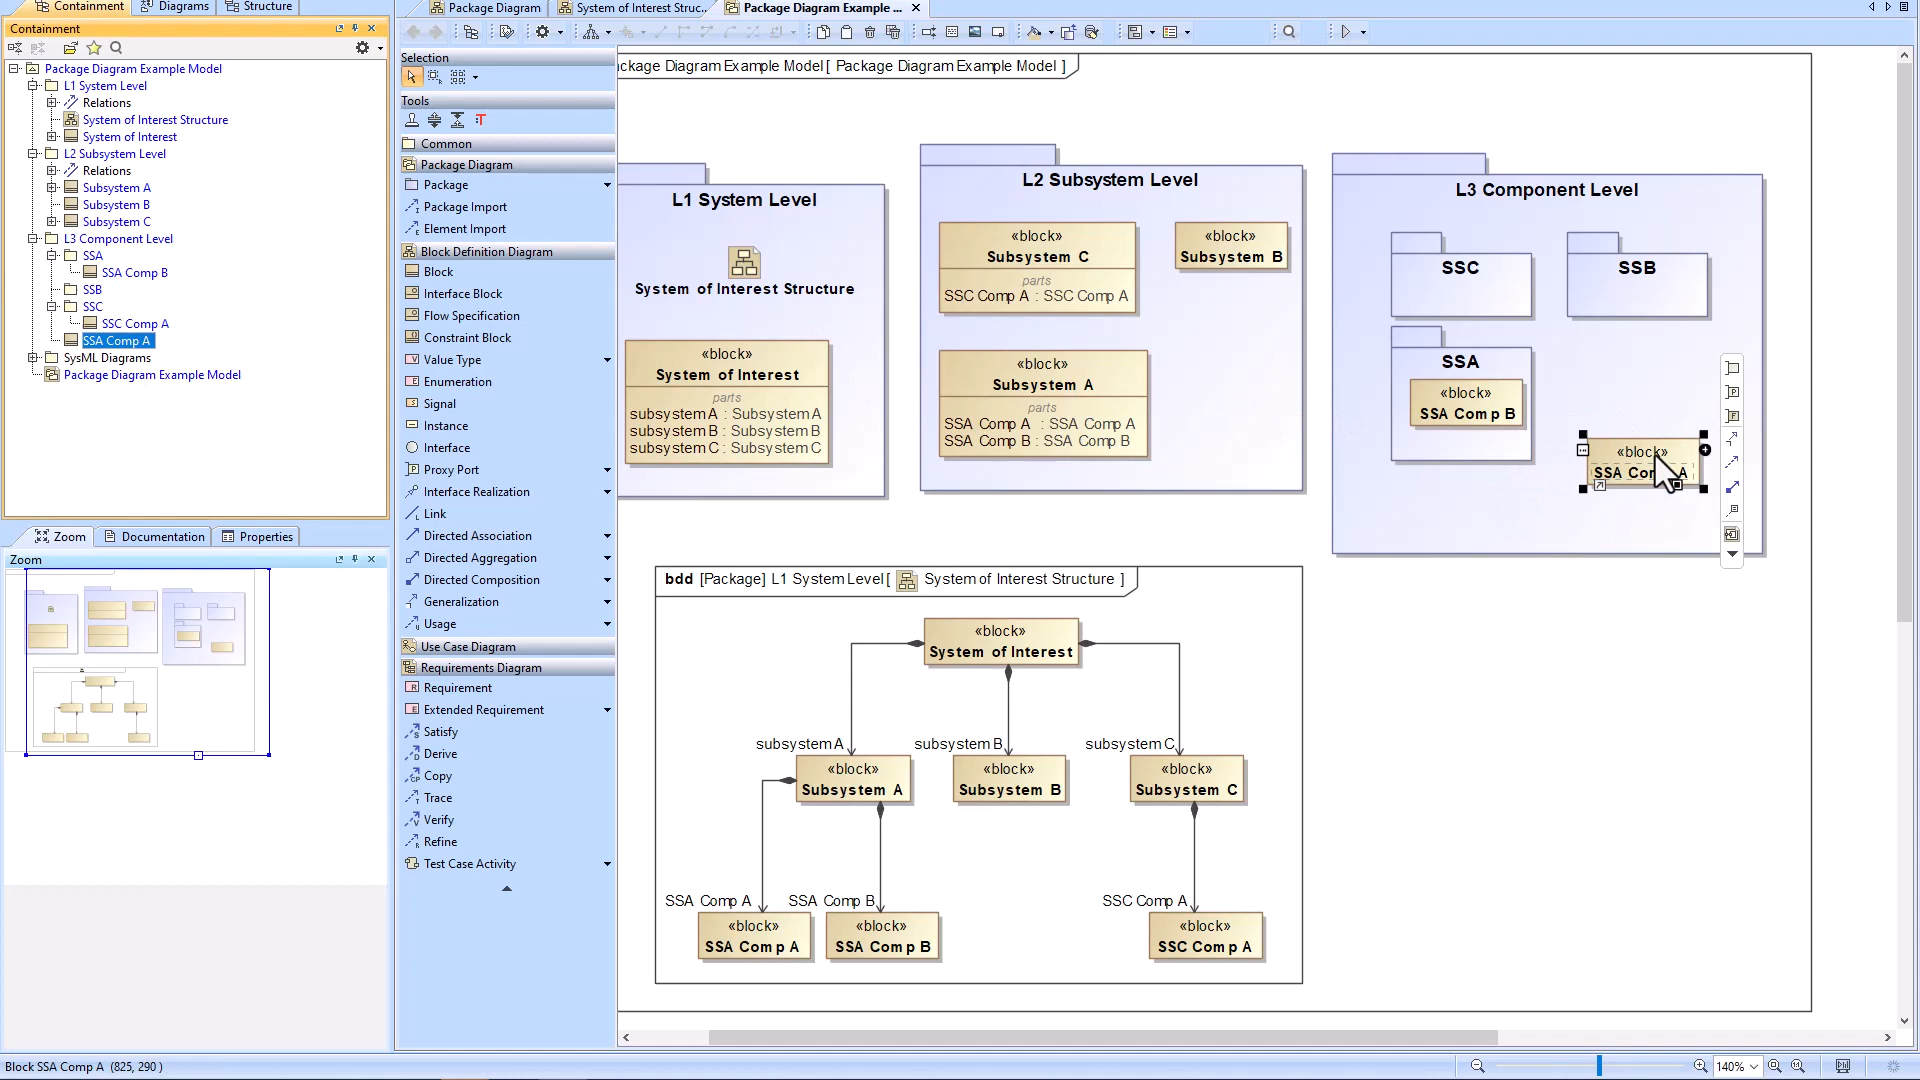 Containment
Diagrams
Structure
Containment
Package Diagram Example Model
L1 System Level
Relations
System of Interest Structure
System of Interest
L2 Subsystem Level
Relations
Subsystem A
Subsystem B
Subsystem C
L3 Component Level
SSA
SSA Comp B
SSB
SSC
SSC Comp A
SSA Comp A
SysML Diagrams
Package Diagram Example Model
Zoom
Documentation
Properties
Zoom
Package Diagram
System of Interest Struc...
Package Diagram Example ...
Selection
Tools
Common
Package Diagram
Package
Package Import
Element Import
Block Definition Diagram
Block
Interface Block
Flow Specification
Constraint Block
Value Type
Enumeration
Signal
Instance
Interface
Proxy Port
Interface Realization
Link
Directed Association
Directed Aggregation
Directed Composition
Generalization
Usage
Use Case Diagram
Requirements Diagram
Requirement
Extended Requirement
Satisfy
Derive
Copy
Trace
Verify
Refine
Test Case Activity
ckage Diagram Example Model [ Package Diagram Example Model ]
L1 System Level
System of Interest Structure
«block»
System of Interest
parts
subsystem A : Subsystem A
subsystem B : Subsystem B
subsystem C : Subsystem C
L2 Subsystem Level
«block»
Subsystem C
parts
SSC Comp A : SSC Comp A
«block»
Subsystem B
«block»
Subsystem A
parts
SSA Comp A : SSA Comp A
SSA Comp B : SSA Comp B
L3 Component Level
SSC
SSB
SSA
«block»
SSA Comp B
«block»
SSA Com A
bdd [Package] L1 System Level [ System of Interest Structure ]
«block»
System of Interest
subsystem A
subsystem B
subsystem C
«block»
Subsystem A
«block»
Subsystem B
«block»
Subsystem C
SSA Comp A
SSA Comp B
SSC Comp A
«block»
SSA Comp A
«block»
SSA Comp B
«block»
SSC Comp A
Block SSA Comp A (825, 290 )
140%